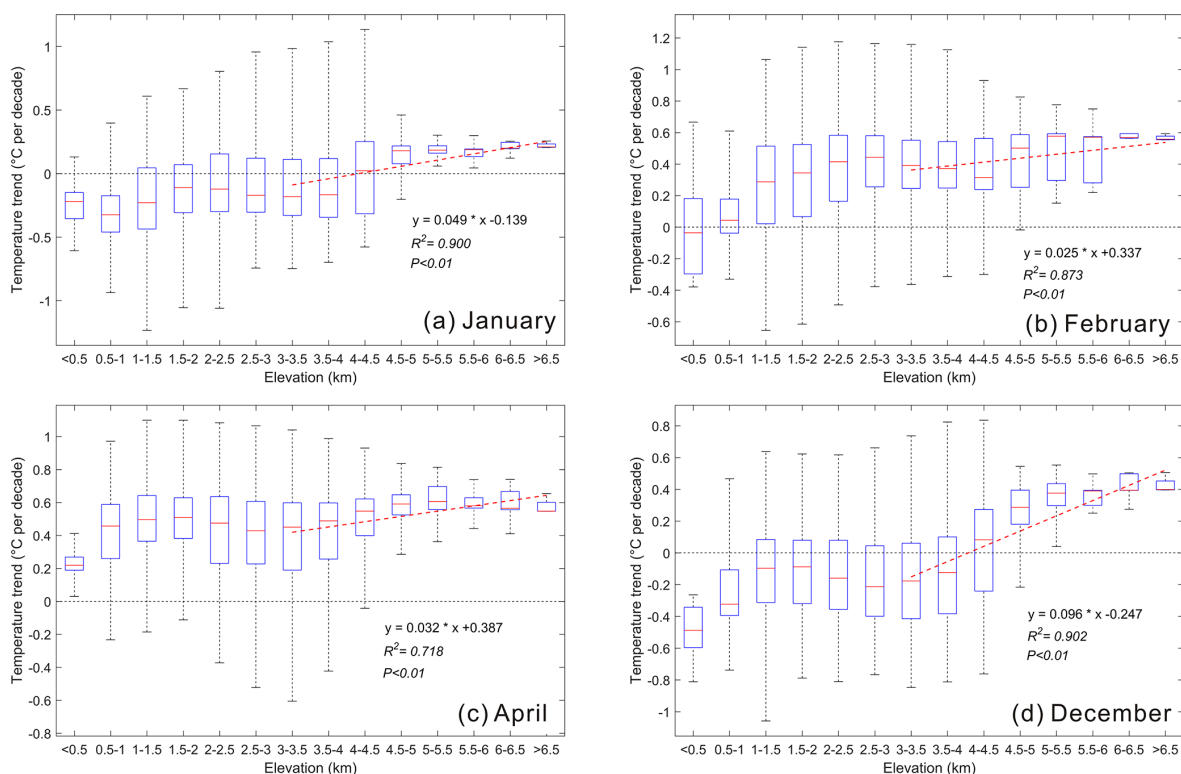 Temperature trend (°C per decade)
1
0.5
0
-0.5
-1
y = 0.049 * x -0.139
R²= 0.900
P<0.01
(a) January
<0.5 0.5-1 1-1.5 1.5-2 2-2.5 2.5-3 3-3.5 3.5-4 4-4.5 4.5-5 5-5.5 5.5-6 6-6.5 >6.5
Elevation (km)
Temperature trend (°C per decade)
1.2
1
0.8
0.6
0.4
0.2
0
-0.2
-0.4
-0.6
y = 0.025 * x +0.337
R²= 0.873
P<0.01
(b) February
<0.5 0.5-1 1-1.5 1.5-2 2-2.5 2.5-3 3-3.5 3.5-4 4-4.5 4.5-5 5-5.5 5.5-6 6-6.5 >6.5
Elevation (km)
Temperature trend (°C per decade)
1
0.8
0.6
0.4
0.2
0
-0.2
-0.4
-0.6
-0.8
y = 0.032 * x +0.387
R²= 0.718
P<0.01
(c) April
<0.5 0.5-1 1-1.5 1.5-2 2-2.5 2.5-3 3-3.5 3.5-4 4-4.5 4.5-5 5-5.5 5.5-6 6-6.5 >6.5
Elevation (km)
Temperature trend (°C per decade)
0.8
0.6
0.4
0.2
0
-0.2
-0.4
-0.6
-0.8
-1
y = 0.096 * x -0.247
R²= 0.902
P<0.01
(d) December
<0.5 0.5-1 1-1.5 1.5-2 2-2.5 2.5-3 3-3.5 3.5-4 4-4.5 4.5-5 5-5.5 5.5-6 6-6.5 >6.5
Elevation (km)